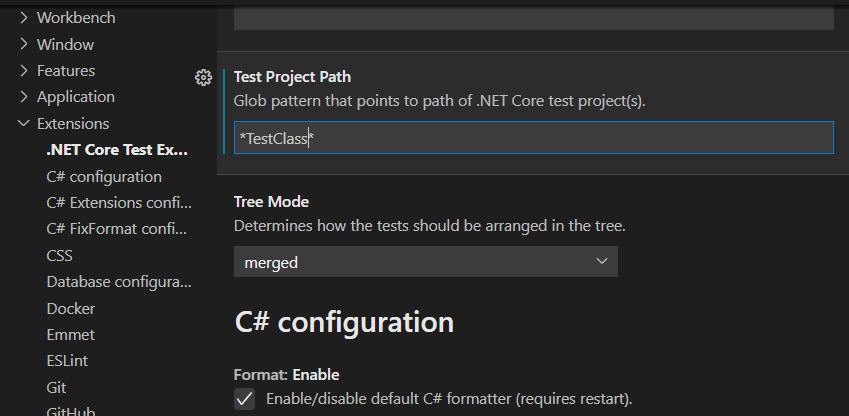 Workbench
Window
Features
Application
Extensions
.NET Core Test Ex...
C# configuration
C# Extensions confi...
C# FixFormat confi...
CSS
Database configura...
Docker
Emmet
ESLint
Git
GitHub
Test Project Path
Glob pattern that points to path of .NET Core test project(s).
*TestClass*
Tree Mode
Determines how the tests should be arranged in the tree.
merged
C# configuration
Format: Enable
Enable/disable default C# formatter (requires restart).